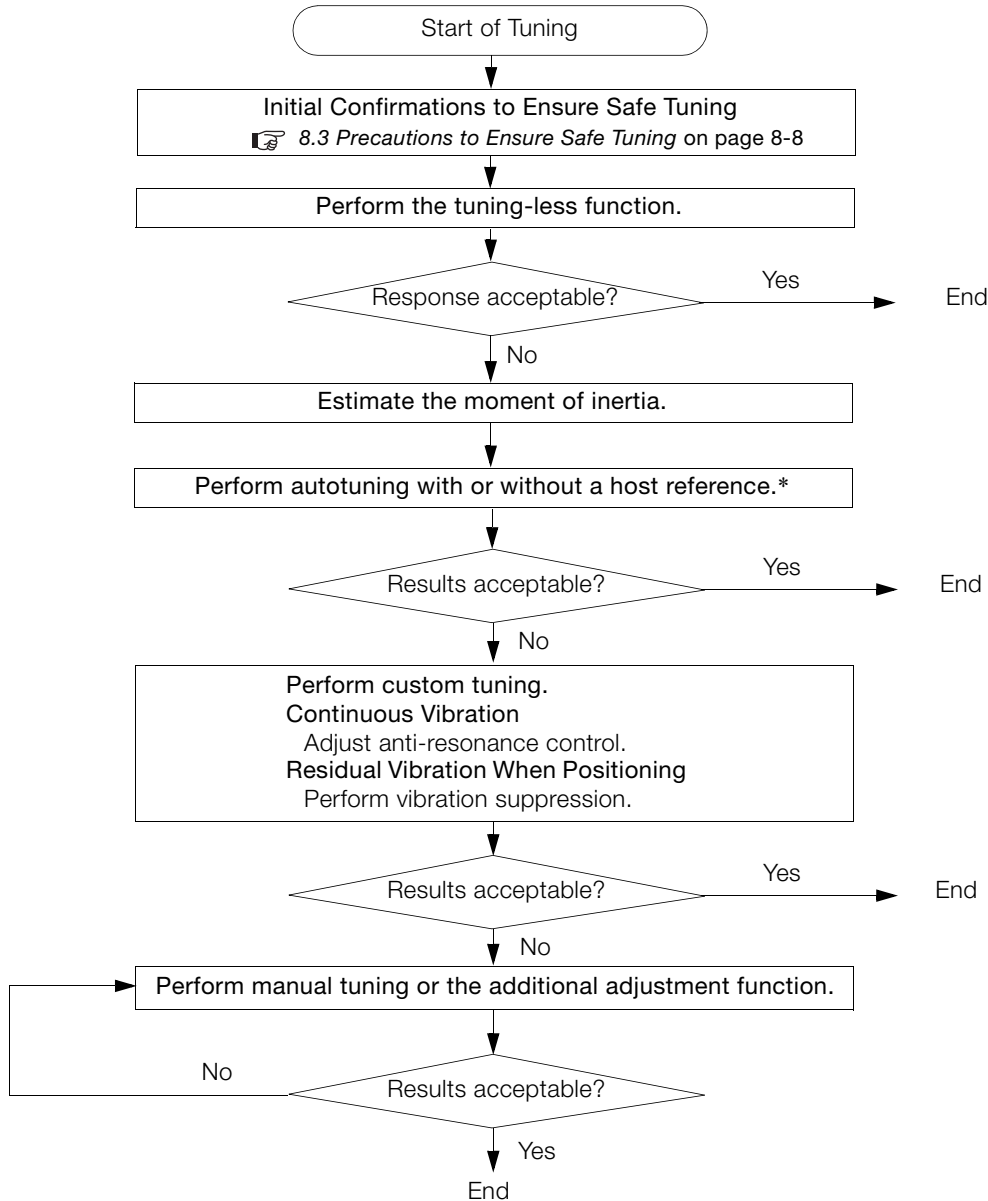 Start of Tuning
Initial Confirmations to Ensure Safe Tuning
8.3 Precautions to Ensure Safe Tuning on page 8-8
Perform the tuning-less function.
Response acceptable?
Yes
End
No
Estimate the moment of inertia.
Perform autotuning with or without a host reference.*
Results acceptable?
Yes
End
No
Perform custom tuning.
Continuous Vibration
Adjust anti-resonance control.
Residual Vibration When Positioning
Perform vibration suppression.
Results acceptable?
Yes
End
No
Perform manual tuning or the additional adjustment function.
No
Results acceptable?
Yes
End